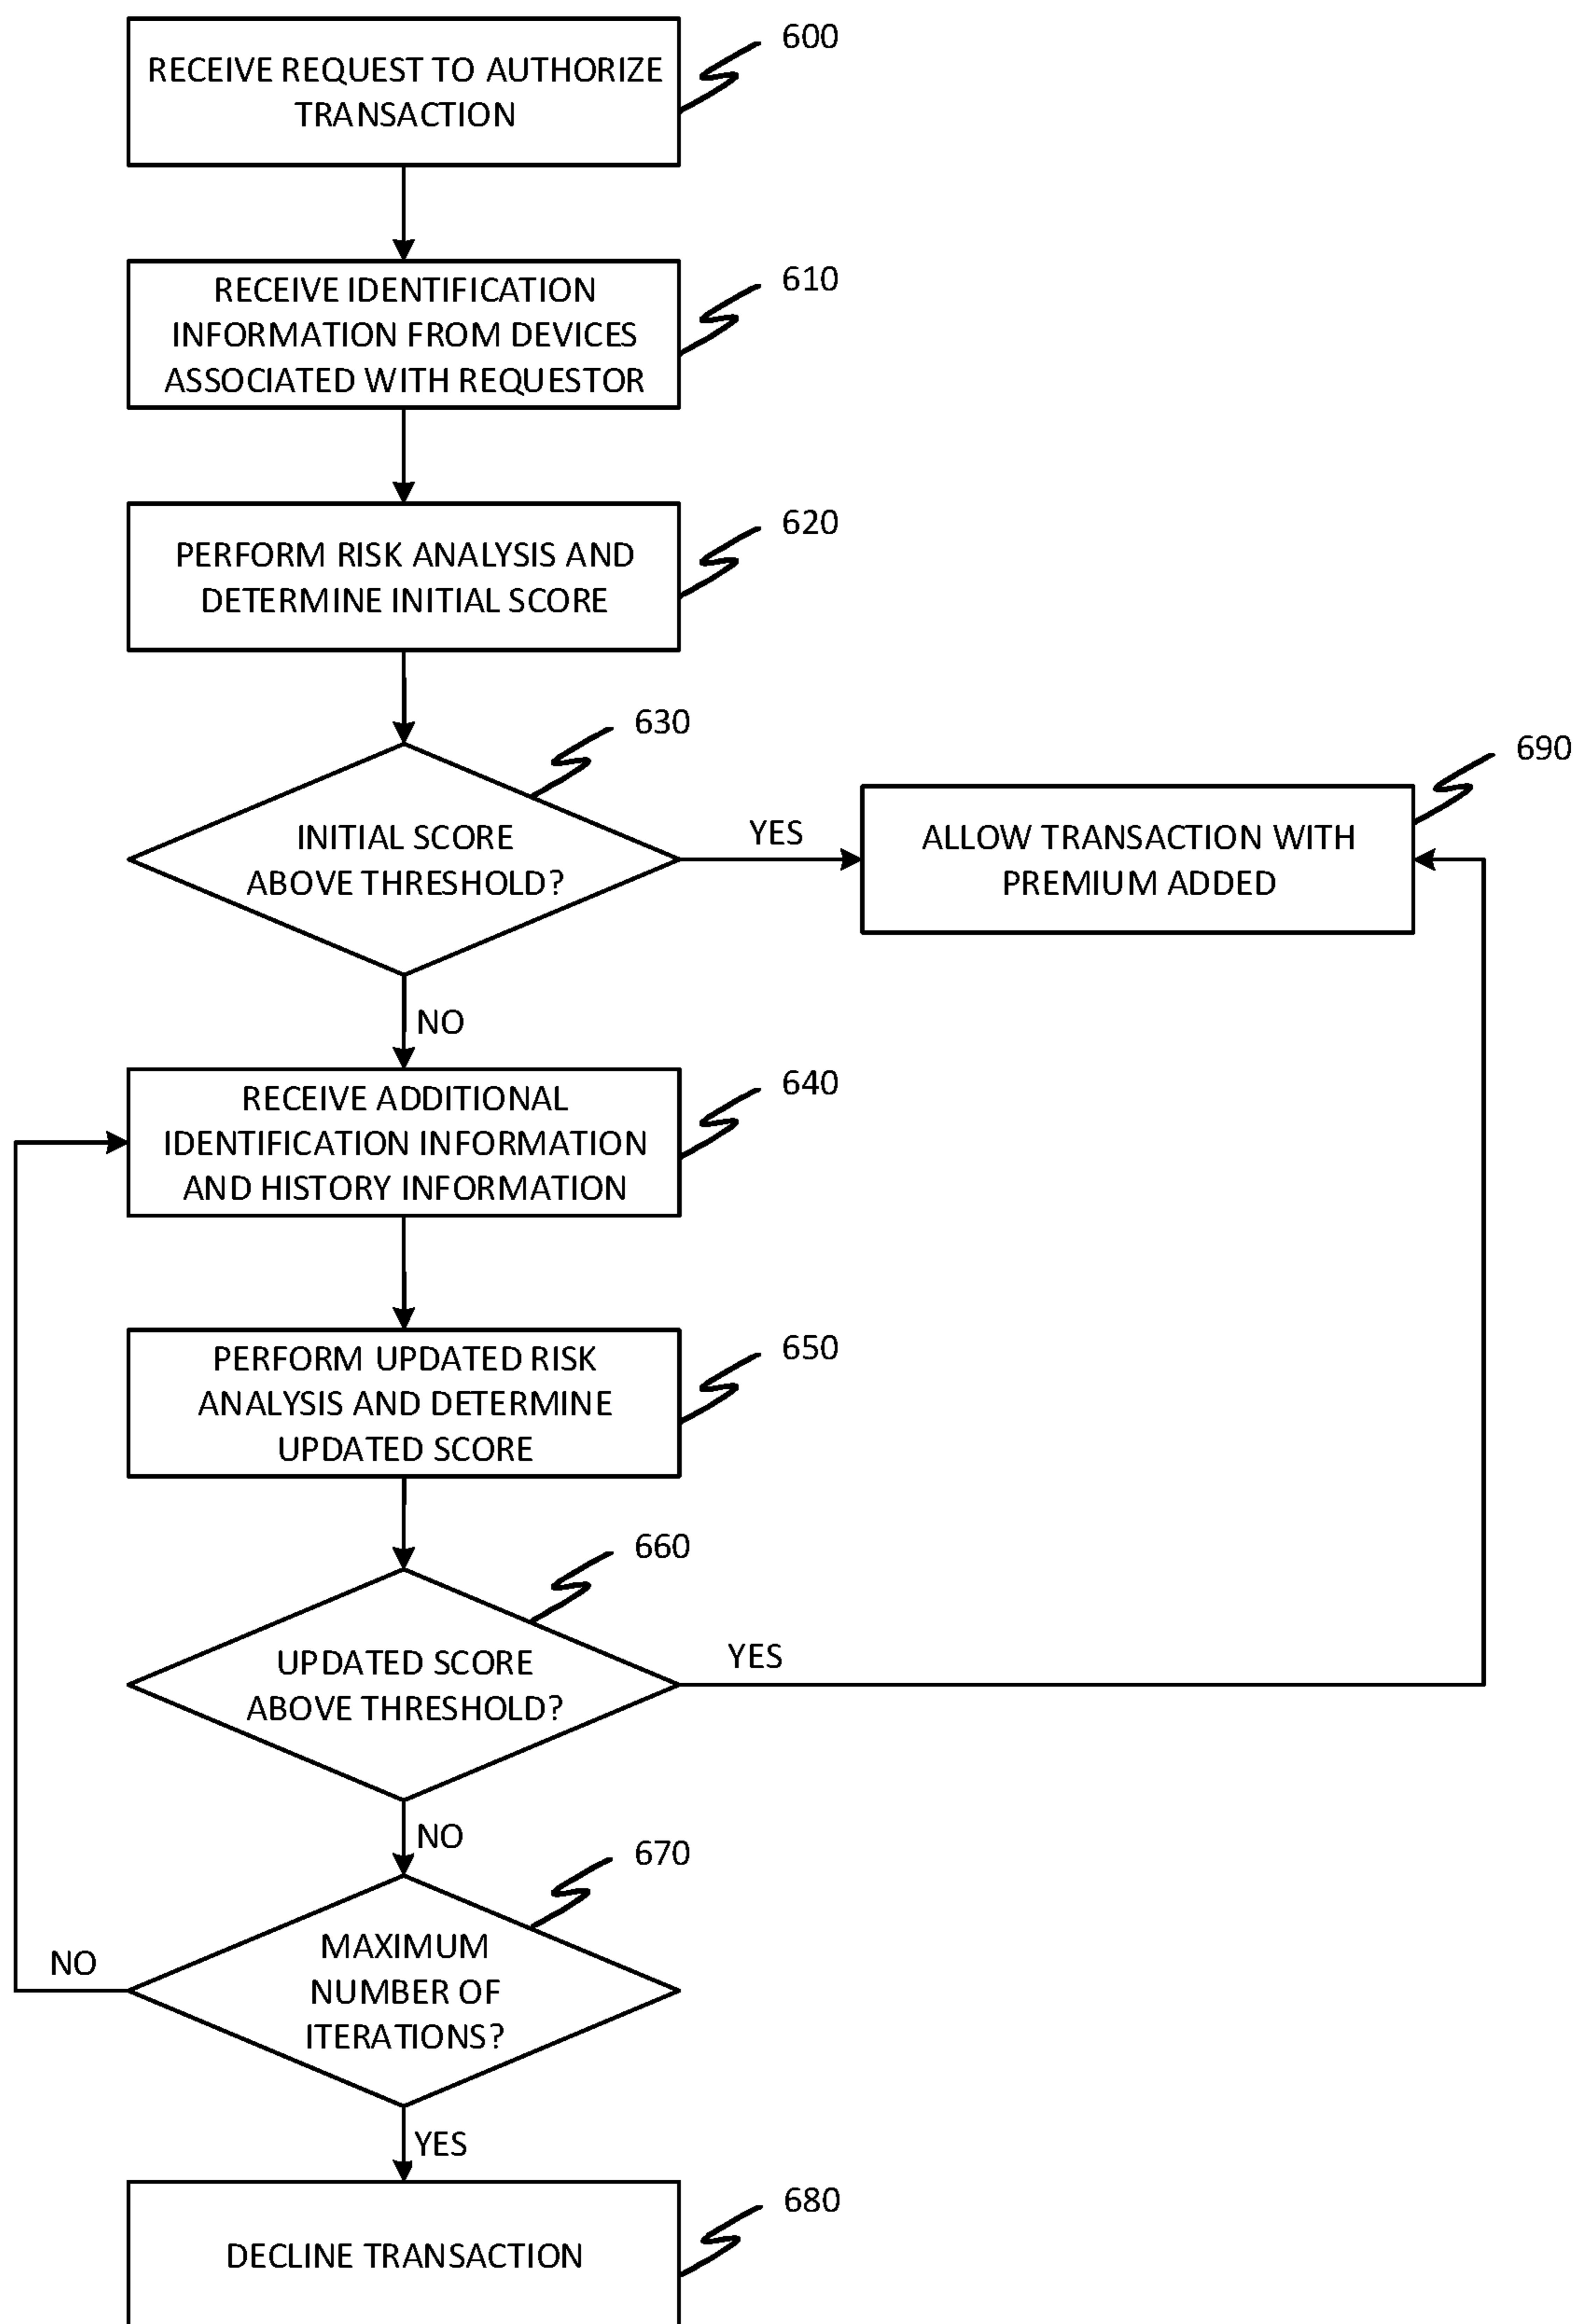 RECEIVE REQUEST TO AUTHORIZE
TRANSACTION
600
RECEIVE IDENTIFICATION
INFORMATION FROM DEVICES
ASSOCIATED WITH REQUESTOR
610
PERFORM RISK ANALYSIS AND
DETERMINE INITIAL SCORE
620
INITIAL SCORE
ABOVE THRESHOLD?
630
YES
ALLOW TRANSACTION WITH
PREMIUM ADDED
690
NO
RECEIVE ADDITIONAL
IDENTIFICATION INFORMATION
AND HISTORY INFORMATION
640
PERFORM UPDATED RISK
ANALYSIS AND DETERMINE
UPDATED SCORE
650
UPDATED SCORE
ABOVE THRESHOLD?
660
YES
NO
MAXIMUM
NUMBER OF
ITERATIONS?
670
NO
YES
DECLINE TRANSACTION
680